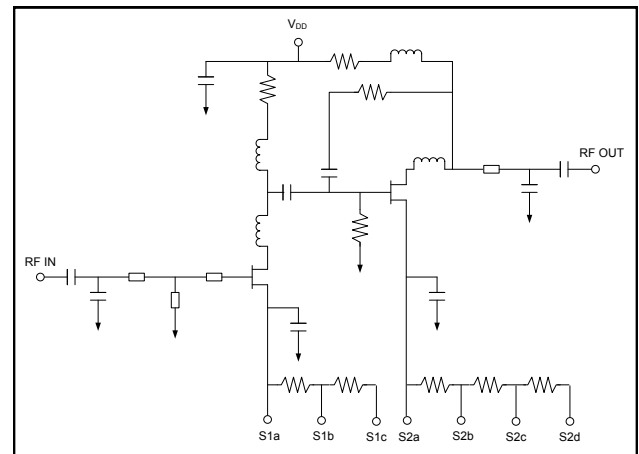 VDD
RF OUT
RF IN
S1a
S1b
S1c
S2a
S2b
S2c
S2d